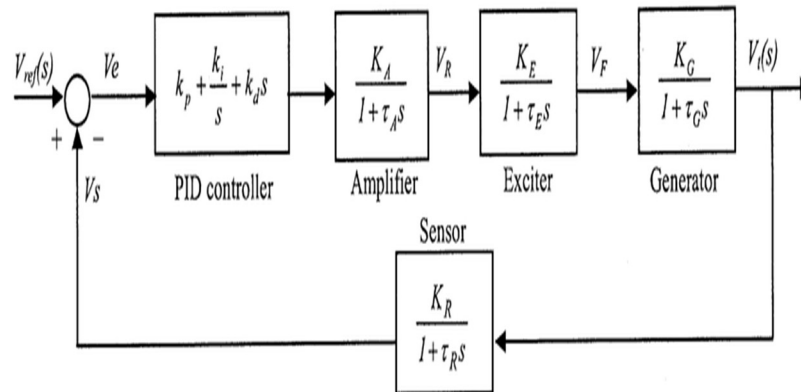 V_ref(s)
Ve
k_p + k_i/s + k_d s
K_A/(1+τ_A s)
V_R
K_E/(1+τ_E s)
V_F
K_G/(1+τ_G s)
V_t(s)
+ −
Vs
PID controller
Amplifier
Exciter
Generator
Sensor
K_R/(1+τ_R s)